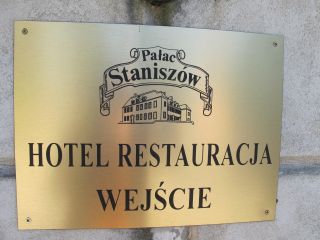 Pałac
Staniszów
HOTEL RESTAURACJA
WEJŚCIE